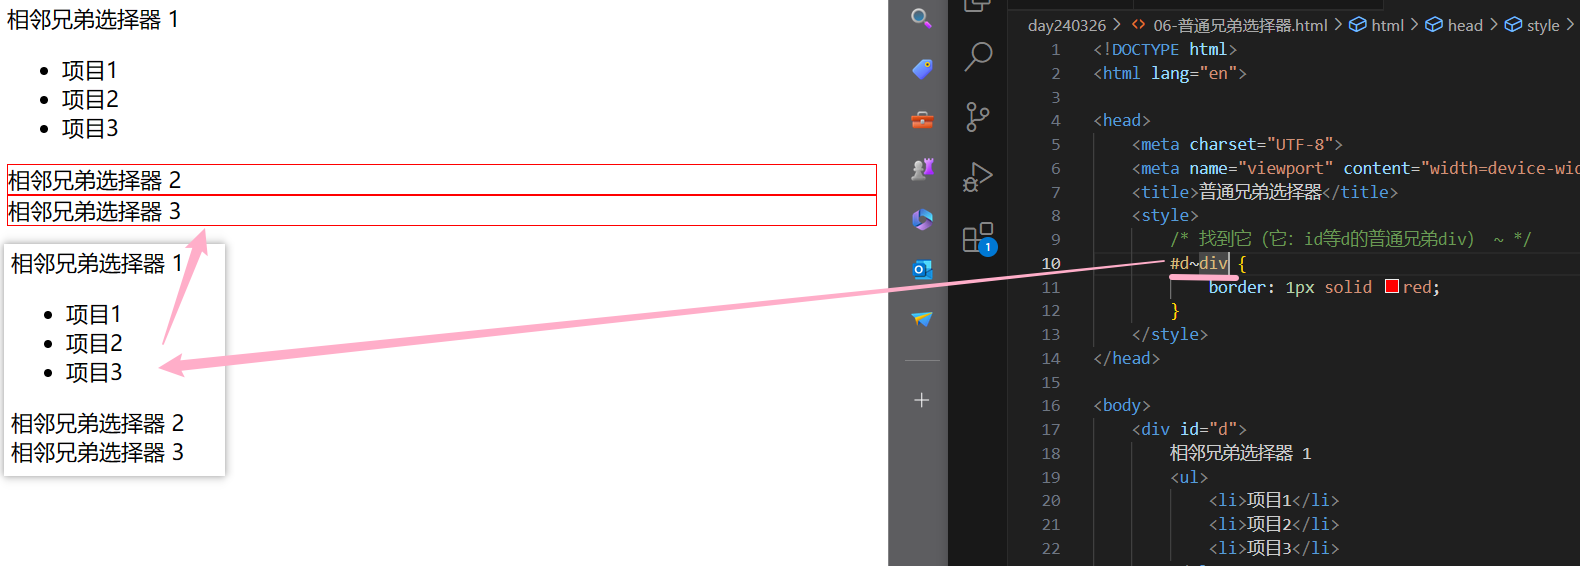 相邻兄弟选择器 1
项目1
项目2
项目3
相邻兄弟选择器 2
相邻兄弟选择器 3
相邻兄弟选择器 1
项目1
项目2
项目3
相邻兄弟选择器 2
相邻兄弟选择器 3
1
day240326 > <> 06-普通兄弟选择器.html > html > head > style >
1 <!DOCTYPE html>
2 <html lang="en">
3
4 <head>
5 <meta charset="UTF-8">
6 <meta name="viewport" content="width=device-wid
7 <title>普通兄弟选择器</title>
8 <style>
9 /* 找到它（它：id等d的普通兄弟div） ~ */
10 #d~div {
11 border: 1px solid red;
12 }
13 </style>
14 </head>
15
16 <body>
17 <div id="d">
18 相邻兄弟选择器 1
19 <ul>
20 <li>项目1</li>
21 <li>项目2</li>
22 <li>项目3</li>